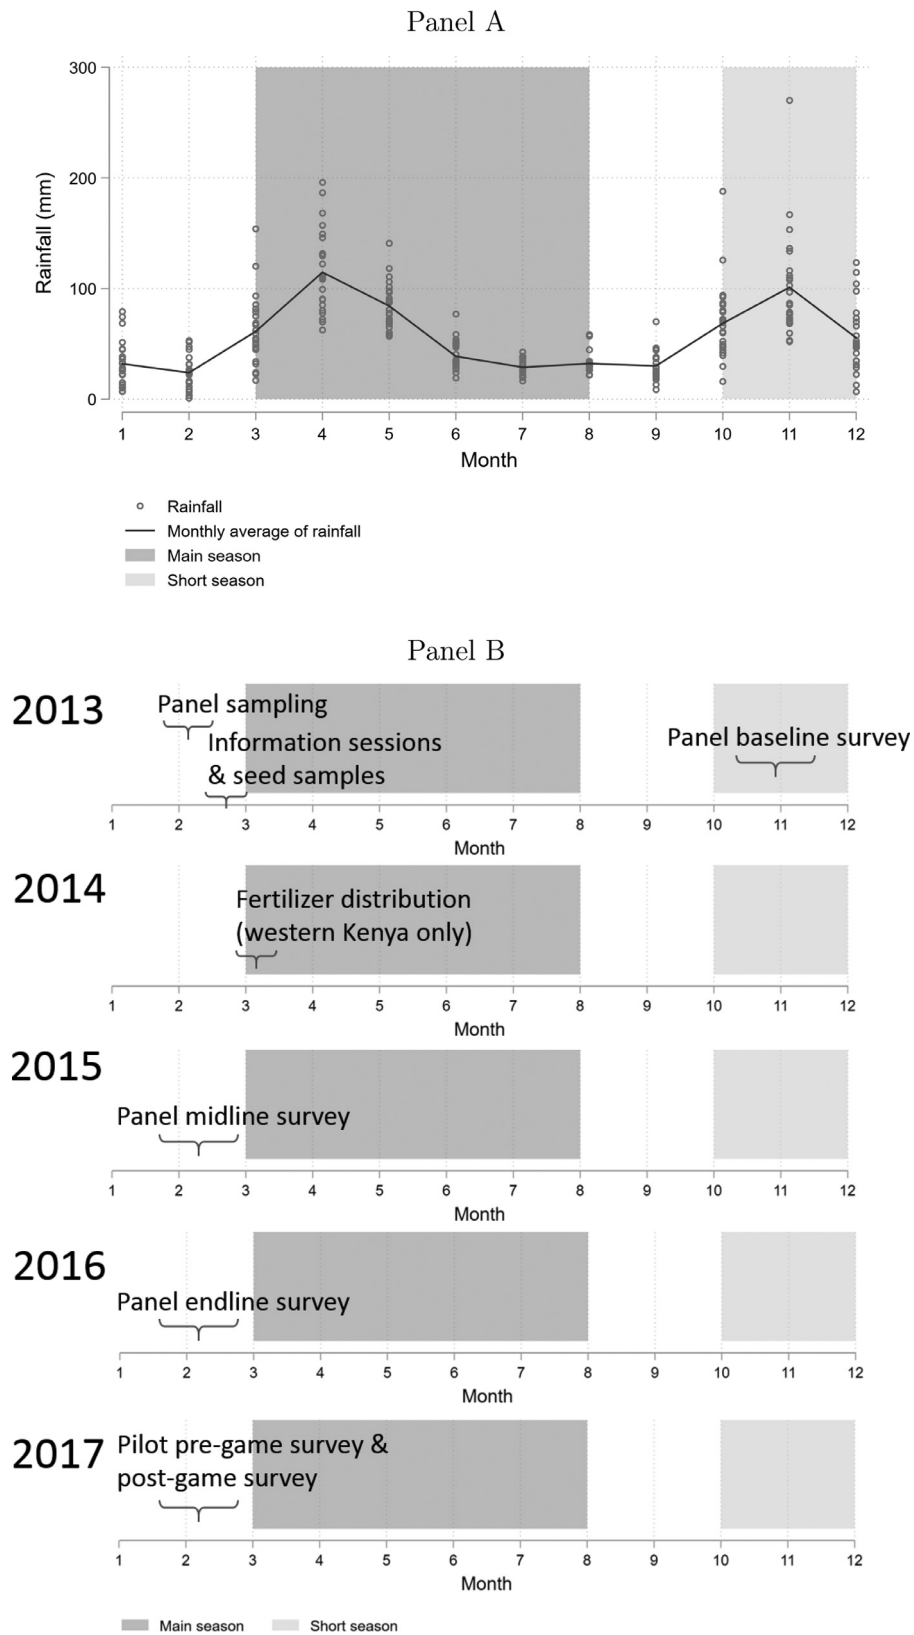 Panel A
300
200
100
0
Rainfall (mm)
1 2 3 4 5 6 7 8 9 10 11 12
Month
Rainfall
Monthly average of rainfall
Main season
Short season
Panel B
2013
Panel sampling
Information sessions
& seed samples
Panel baseline survey
1 2 3 4 5 6 7 8 9 10 11 12
Month
2014
Fertilizer distribution
(western Kenya only)
1 2 3 4 5 6 7 8 9 10 11 12
Month
2015
Panel midline survey
1 2 3 4 5 6 7 8 9 10 11 12
Month
2016
Panel endline survey
1 2 3 4 5 6 7 8 9 10 11 12
Month
2017
Pilot pre-game survey &
post-game survey
1 2 3 4 5 6 7 8 9 10 11 12
Month
Main season Short season